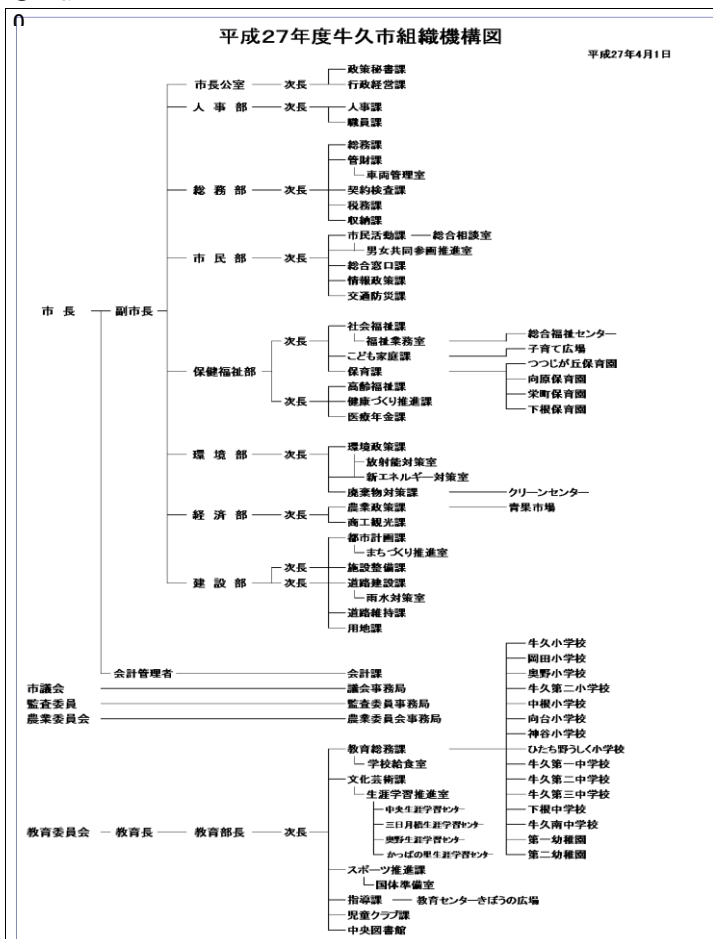 0
平成27年度牛久市組織機構図
平成27年4月1日
政策秘書課
市長公室 次長 行政経営課
人事部 次長 人事課
職員課
総務課
管財課
車両管理室
総務部 次長 契約検査課
税務課
収納課
市民活動課 総合相談室
男女共同参画推進室
市民部 次長 総合窓口課
情報政策課
交通防災課
市長 副市長
社会福祉課
次長 福祉業務室 総合福祉センター
こども家庭課 子育て広場
保健福祉部 保育課 つつじが丘保育園
向原保育園
栄町保育園
下根保育園
高齢福祉課
次長 健康づくり推進課
医療年金課
環境政策課
環境部 次長 放射能対策室
新エネルギー対策室
廃棄物対策課 クリーンセンター
経済部 次長 農業政策課 青果市場
商工観光課
都市計画課
まちづくり推進室
次長 施設整備課
建設部 次長 道路建設課
雨水対策室
道路維持課
用地課
会計管理者 会計課
市議会 議会事務局
監査委員 監査委員事務局
農業委員会 農業委員会事務局
牛久小学校
岡田小学校
奥野小学校
牛久第二小学校
中根小学校
向台小学校
神谷小学校
教育総務課 ひたち野うしく小学校
学校給食室 牛久第一中学校
文化芸術課 牛久第二中学校
生涯学習推進室 牛久第三中学校
中央生涯学習センター 下根中学校
三日月橋生涯学習センター 牛久南中学校
教育委員会 教育長 教育部長 次長 奥野生涯学習センター 第一幼稚園
かっぱの里生涯学習センター 第二幼稚園
スポーツ推進課
国体準備室
指導課 教育センターきぼうの広場
児童クラブ課
中央図書館